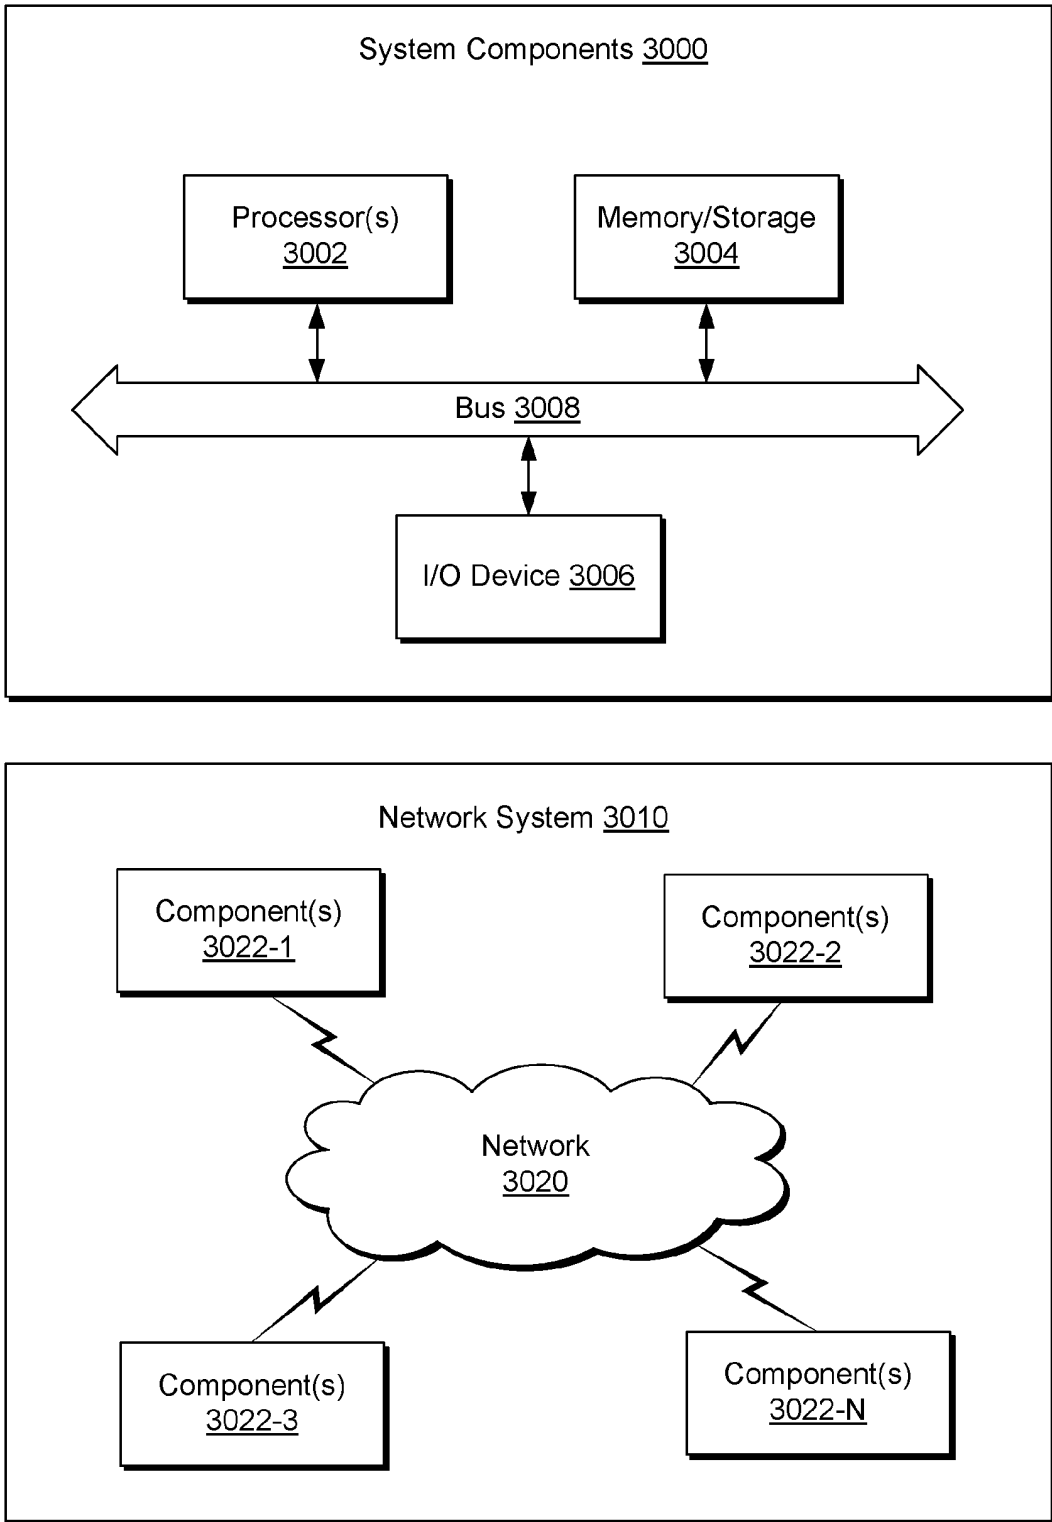 System Components 3000
Processor(s)
3002
Memory/Storage
3004
Bus 3008
I/O Device 3006
Network System 3010
Component(s)
3022-1
Component(s)
3022-2
Network
3020
Component(s)
3022-3
Component(s)
3022-N